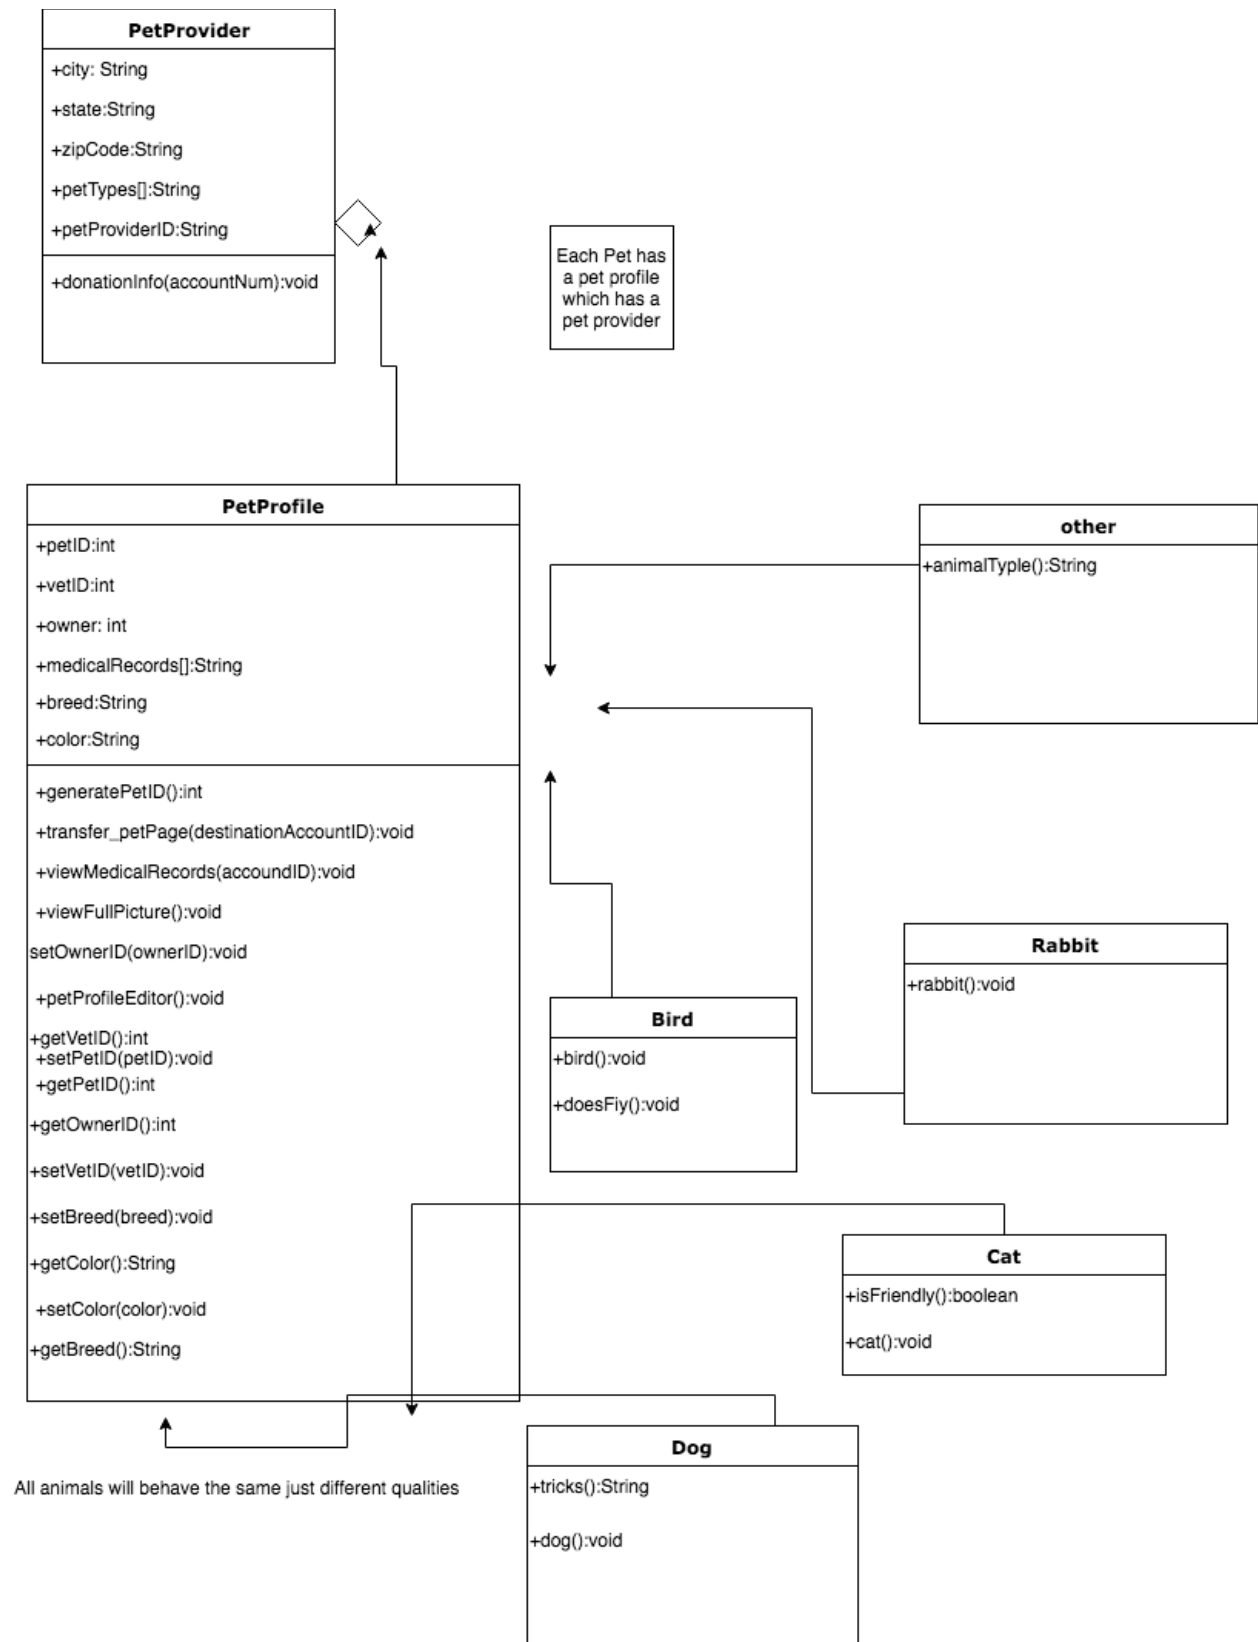 PetProvider
+city: String
+state:String
+zipCode:String
+petTypes[]:String
+petProviderID:String
+donationInfo(accountNum):void
Each Pet has
a pet profile
which has a
pet provider
PetProfile
+petID:int
+vetID:int
+owner: int
+medicalRecords[]:String
+breed:String
+color:String
+generatePetID():int
+transfer_petPage(destinationAccountID):void
+viewMedicalRecords(accoundID):void
+viewFullPicture():void
setOwnerID(ownerID):void
+petProfileEditor():void
+getVetID():int
+setPetID(petID):void
+getPetID():int
+getOwnerID():int
+setVetID(vetID):void
+setBreed(breed):void
+getColor():String
+setColor(color):void
+getBreed():String
other
+animalTyple():String
Rabbit
+rabbit():void
Bird
+bird():void
+doesFiy():void
Cat
+isFriendly():boolean
+cat():void
Dog
+tricks():String
+dog():void
All animals will behave the same just different qualities